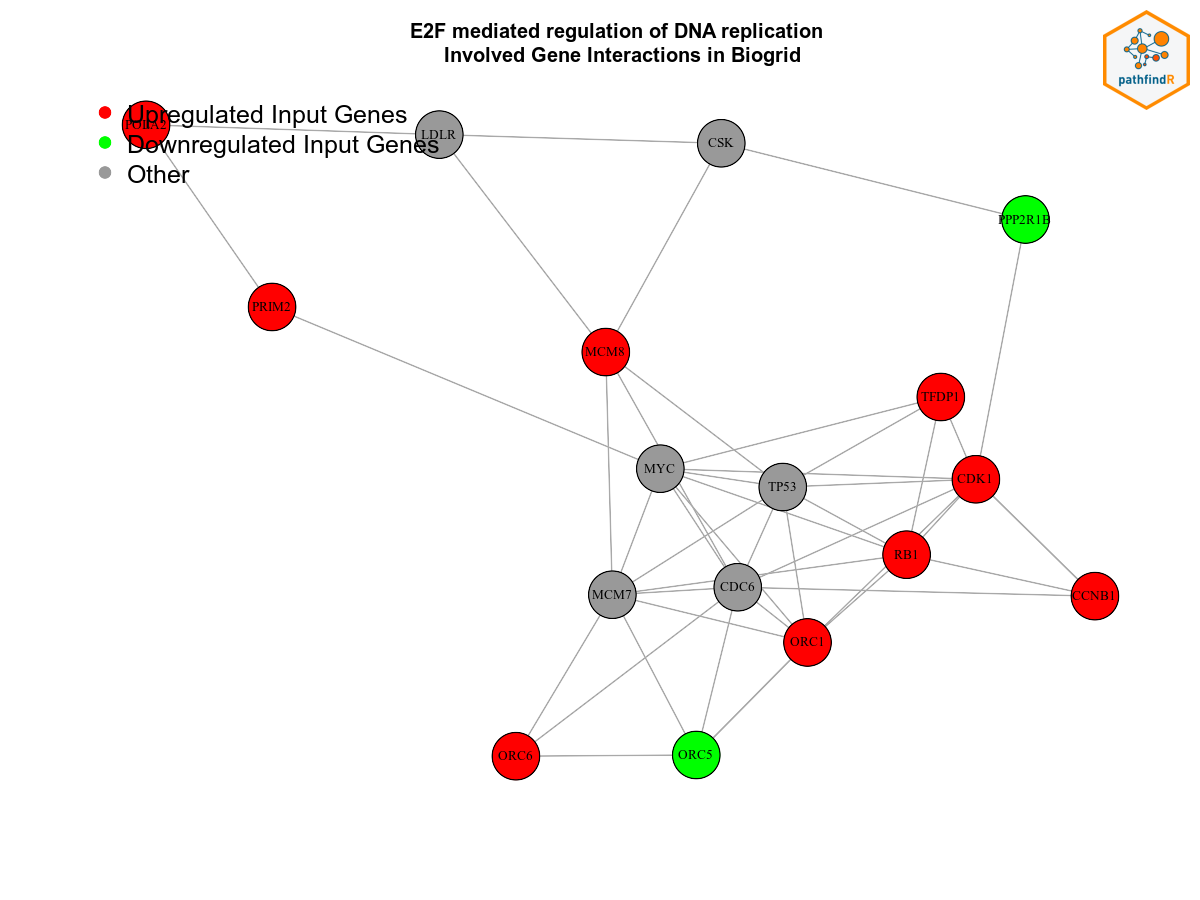 E2F mediated regulation of DNA replication
Involved Gene Interactions in Biogrid
pathfindR
Upregulated Input Genes
Downregulated Input Genes
Other
POLA2
LDLR
CSK
PPP2R1B
PRIM2
MCM8
TFDP1
MYC
TP53
CDK1
RB1
MCM7
CDC6
CCNB1
ORC1
ORC6
ORC5